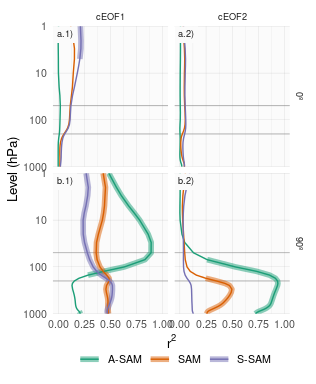 cEOF1 cEOF2
a.1) a.2)
1
10
100
1000
0°
b.1) b.2)
1
10
100
1000
90°
Level (hPa)
0.00 0.25 0.50 0.75 1.00 0.00 0.25 0.50 0.75 1.00
r²
A-SAM SAM S-SAM